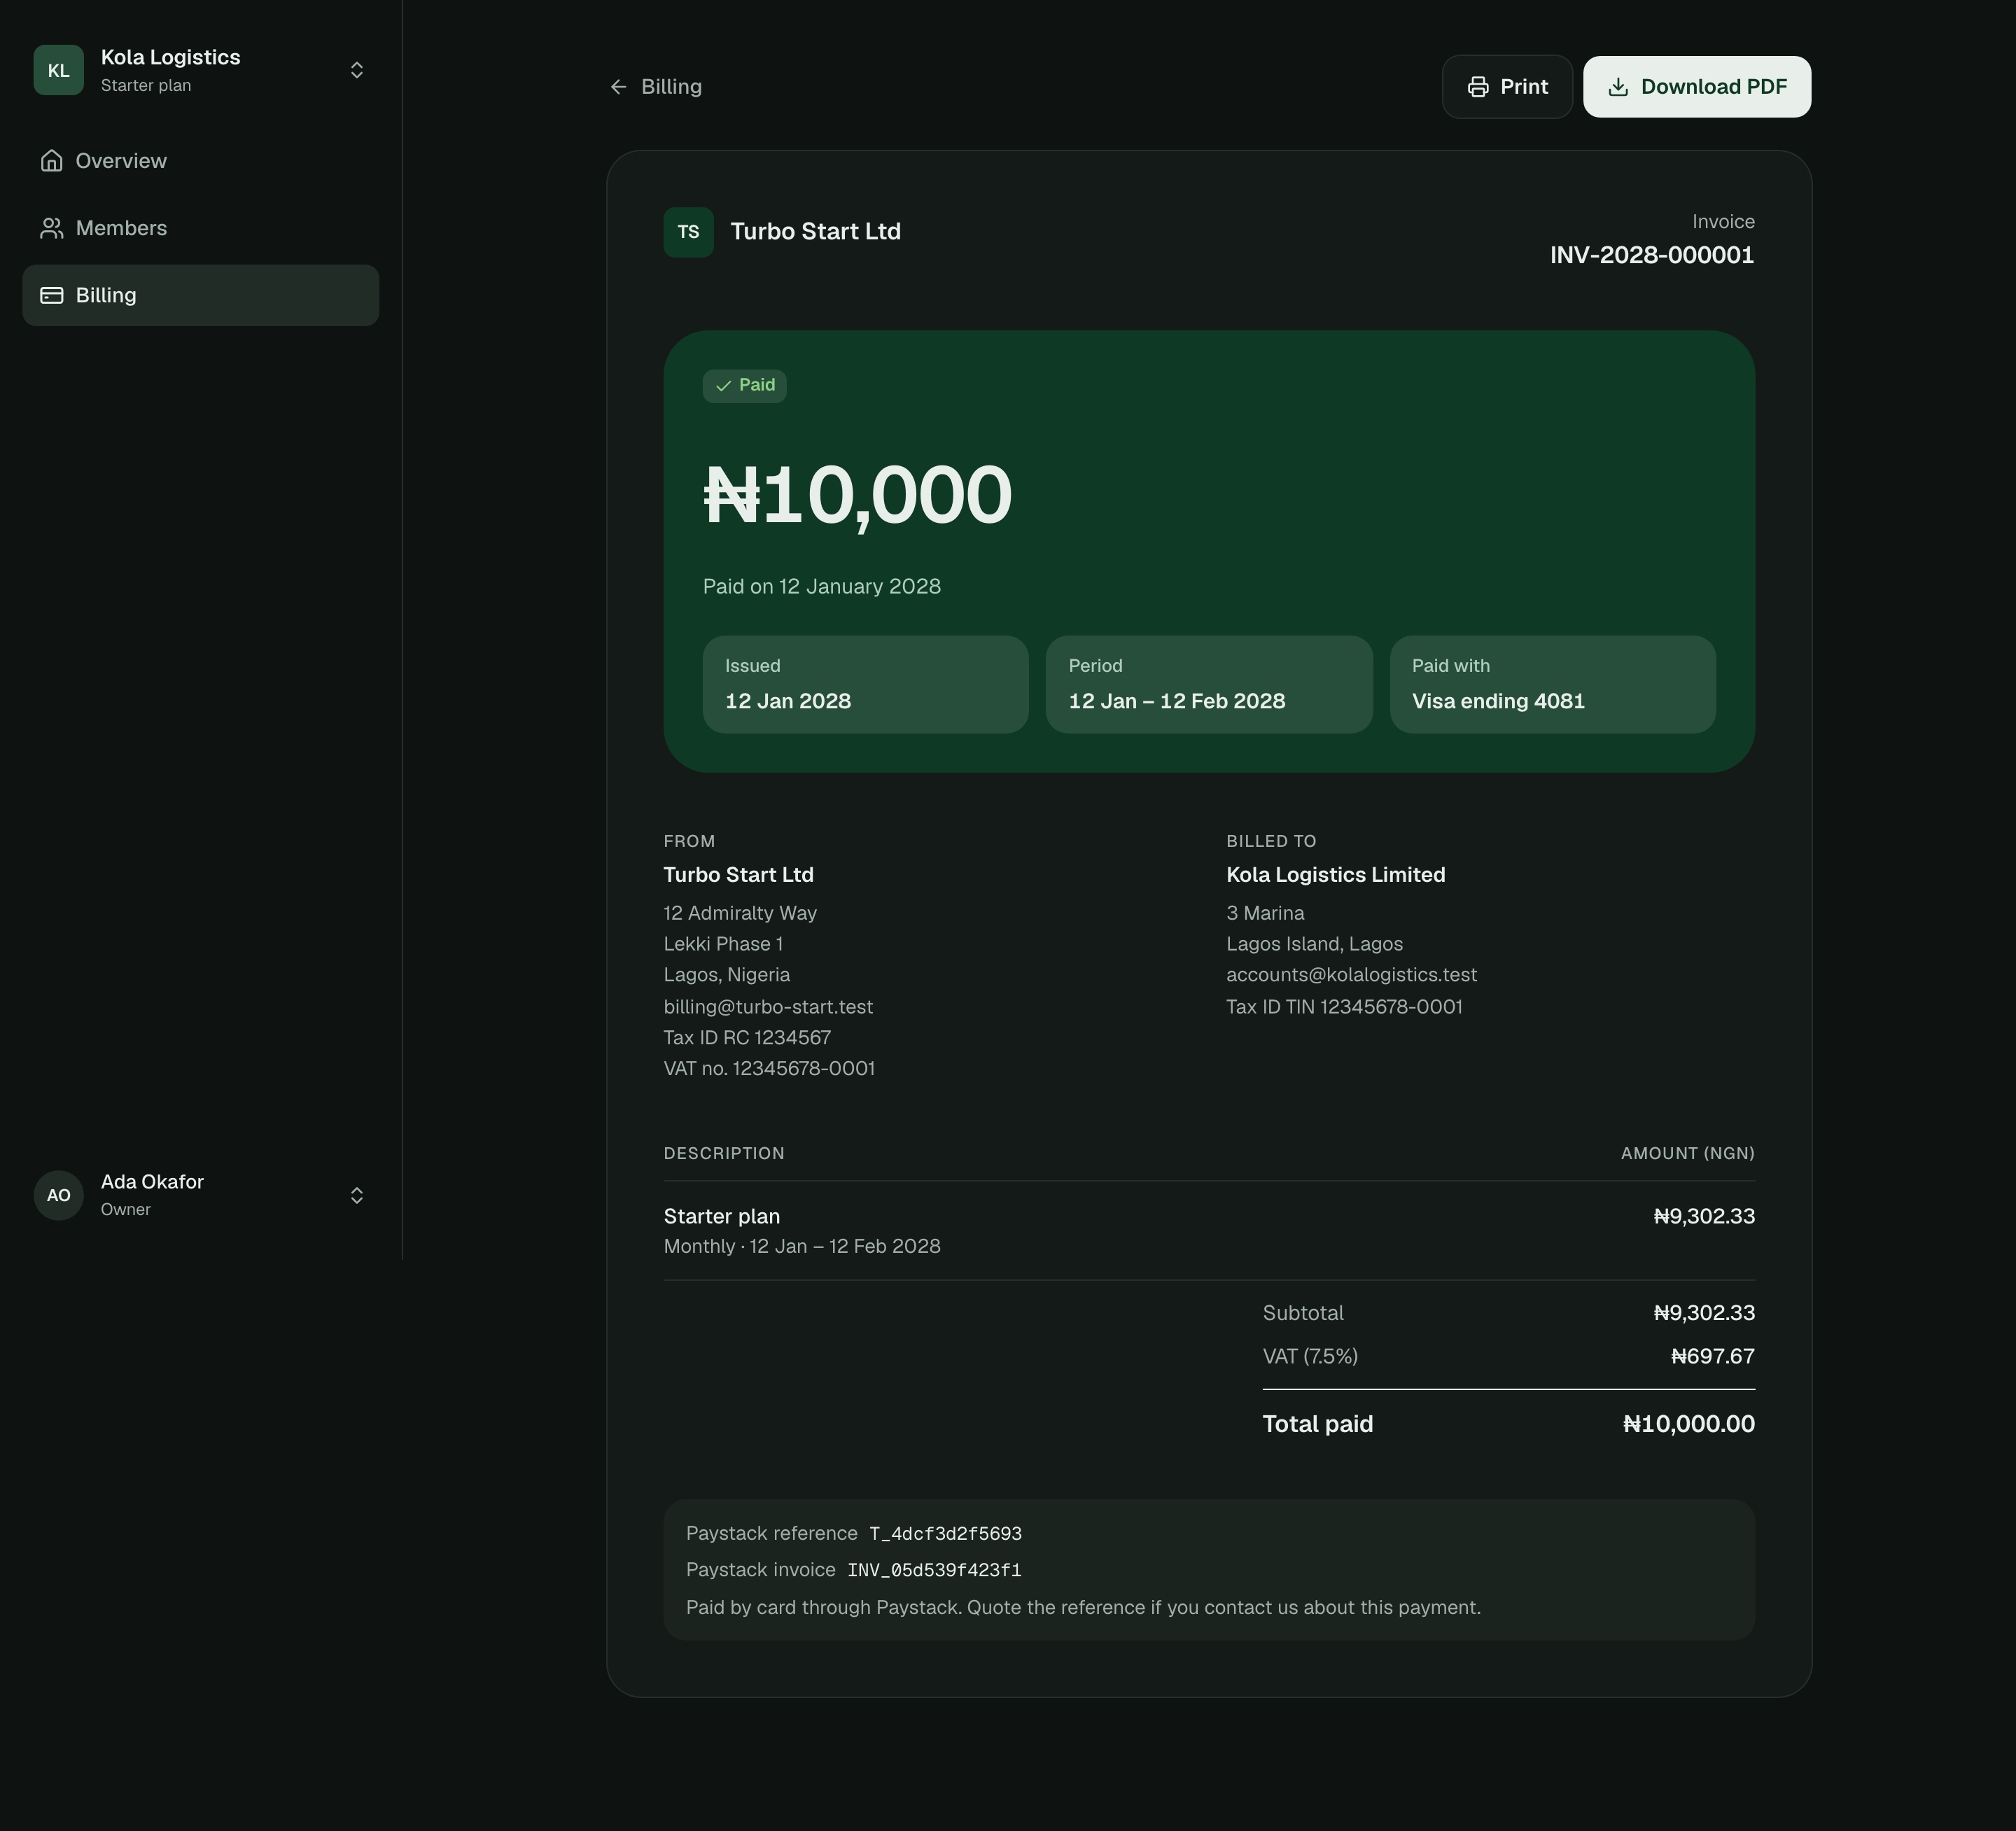 KL
Kola Logistics
Starter plan
Overview
Members
Billing
AO
Ada Okafor
Owner
Billing
Print
Download PDF
TS
Turbo Start Ltd
Invoice
INV-2028-000001
Paid
₦10,000
Paid on 12 January 2028
Issued
12 Jan 2028
Period
12 Jan – 12 Feb 2028
Paid with
Visa ending 4081
FROM
Turbo Start Ltd
12 Admiralty Way
Lekki Phase 1
Lagos, Nigeria
billing@turbo-start.test
Tax ID RC 1234567
VAT no. 12345678-0001
BILLED TO
Kola Logistics Limited
3 Marina
Lagos Island, Lagos
accounts@kolalogistics.test
Tax ID TIN 12345678-0001
DESCRIPTION
AMOUNT (NGN)
Starter plan
₦9,302.33
Monthly · 12 Jan – 12 Feb 2028
Subtotal
₦9,302.33
VAT (7.5%)
₦697.67
Total paid
₦10,000.00
Paystack reference T_4dcf3d2f5693
Paystack invoice INV_05d539f423f1
Paid by card through Paystack. Quote the reference if you contact us about this payment.